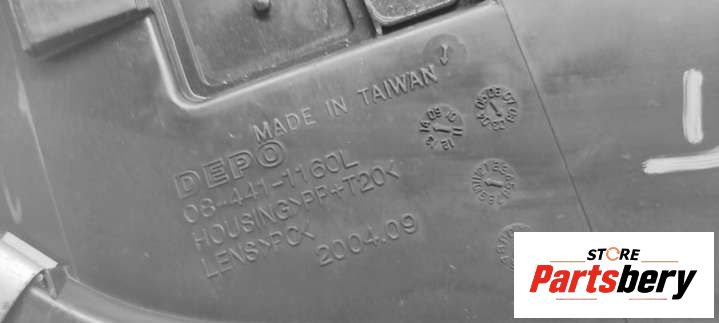 MADE IN TAIWAN
DEPO
08-441-1160L
HOUSING>PP+T20<
LENS>PC<
2004.09
STORE
Partsbery